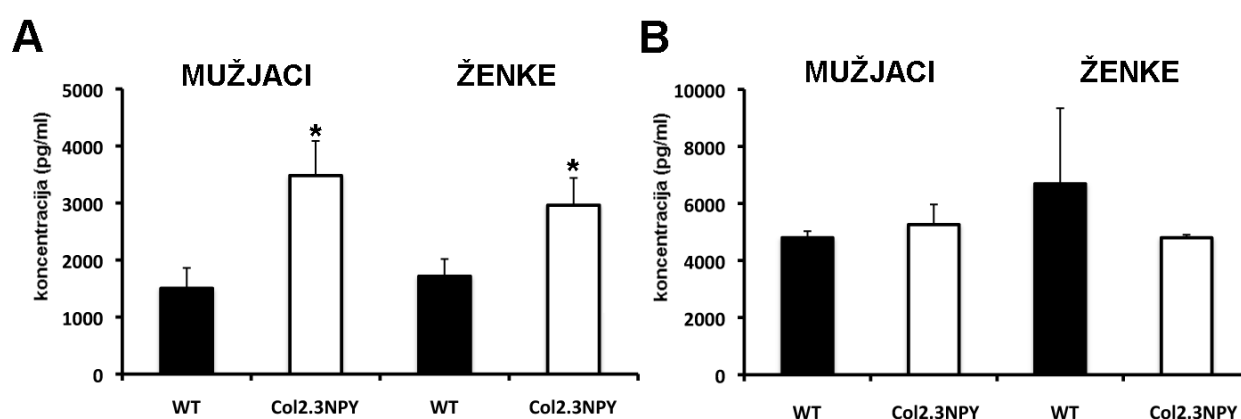 A
MUŽJACI ŽENKE
koncentracija (pg/ml)
5000
4000
3000
2000
1000
0
*
*
WT Col2.3NPY WT Col2.3NPY
B
MUŽJACI ŽENKE
koncentracija (pg/ml)
10000
8000
6000
4000
2000
0
WT Col2.3NPY WT Col2.3NPY